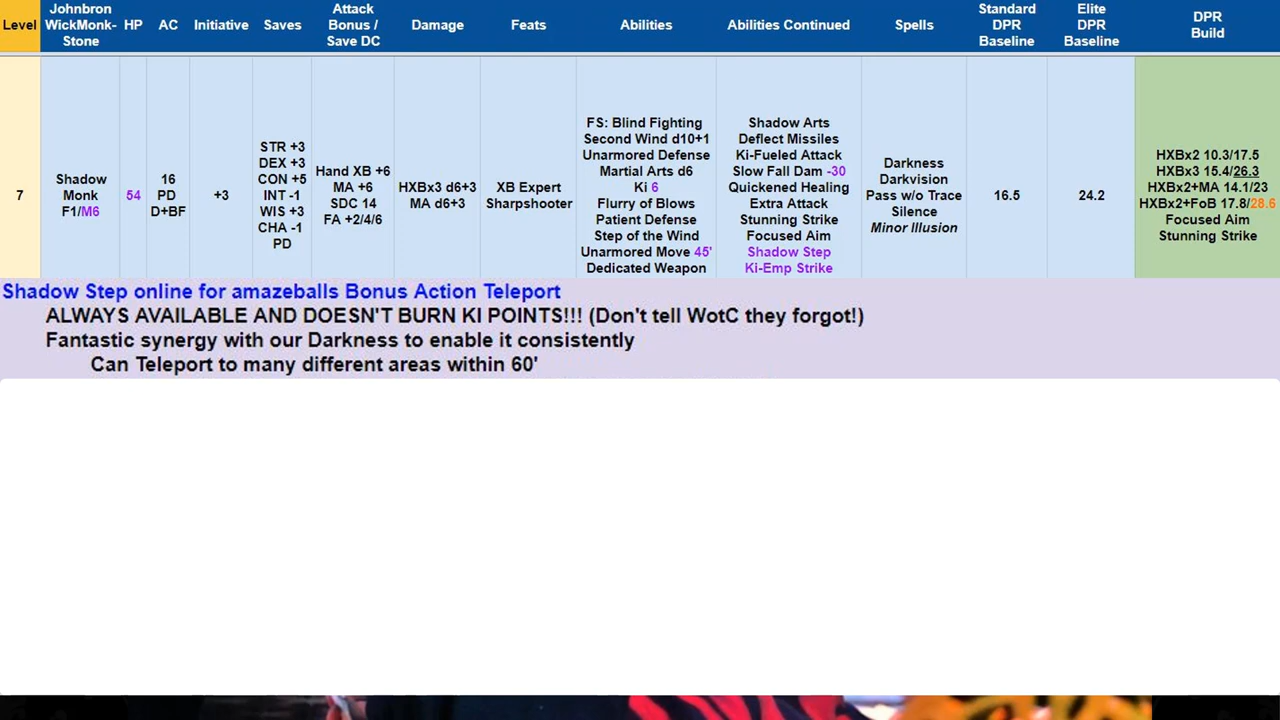 Level
Johnbron
WickMonk-
Stone
HP
AC
Initiative
Saves
Attack
Bonus /
Save DC
Damage
Feats
Abilities
Abilities Continued
Spells
Standard
DPR
Baseline
Elite
DPR
Baseline
DPR
Build
7
Shadow
Monk
F1/M6
54
16
PD
D+BF
+3
STR +3
DEX +3
CON +5
INT -1
WIS +3
CHA -1
PD
Hand XB +6
MA +6
SDC 14
FA +2/4/6
HXBx3 d6+3
MA d6+3
XB Expert
Sharpshooter
FS: Blind Fighting
Second Wind d10+1
Unarmored Defense
Martial Arts d6
Ki 6
Flurry of Blows
Patient Defense
Step of the Wind
Unarmored Move 45'
Dedicated Weapon
Shadow Arts
Deflect Missiles
Ki-Fueled Attack
Slow Fall Dam -30
Quickened Healing
Extra Attack
Stunning Strike
Focused Aim
Shadow Step
Ki-Emp Strike
Darkness
Darkvision
Pass w/o Trace
Silence
Minor Illusion
16.5
24.2
HXBx2 10.3/17.5
HXBx3 15.4/26.3
HXBx2+MA 14.1/23
HXBx2+FoB 17.8/28.6
Focused Aim
Stunning Strike
Shadow Step online for amazeballs Bonus Action Teleport
ALWAYS AVAILABLE AND DOESN'T BURN KI POINTS!!! (Don't tell WotC they forgot!)
Fantastic synergy with our Darkness to enable it consistently
Can Teleport to many different areas within 60'